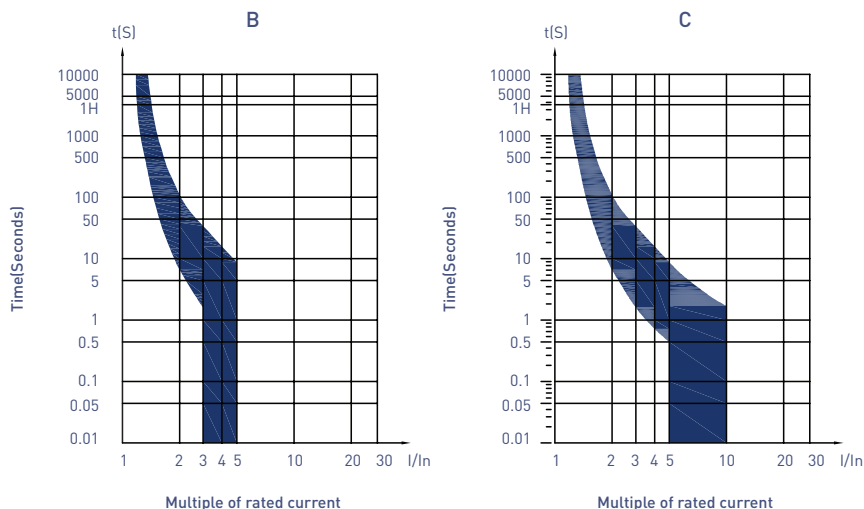 B
t(S)
10000
5000
1H
1000
500
100
50
10
5
1
0.5
0.1
0.05
0.01
Time(Seconds)
1 2 3 4 5 10 20 30 I/In
Multiple of rated current
C
t(S)
10000
5000
1H
1000
500
100
50
10
5
1
0.5
0.1
0.05
0.01
Time(Seconds)
1 2 3 4 5 10 20 30 I/In
Multiple of rated current